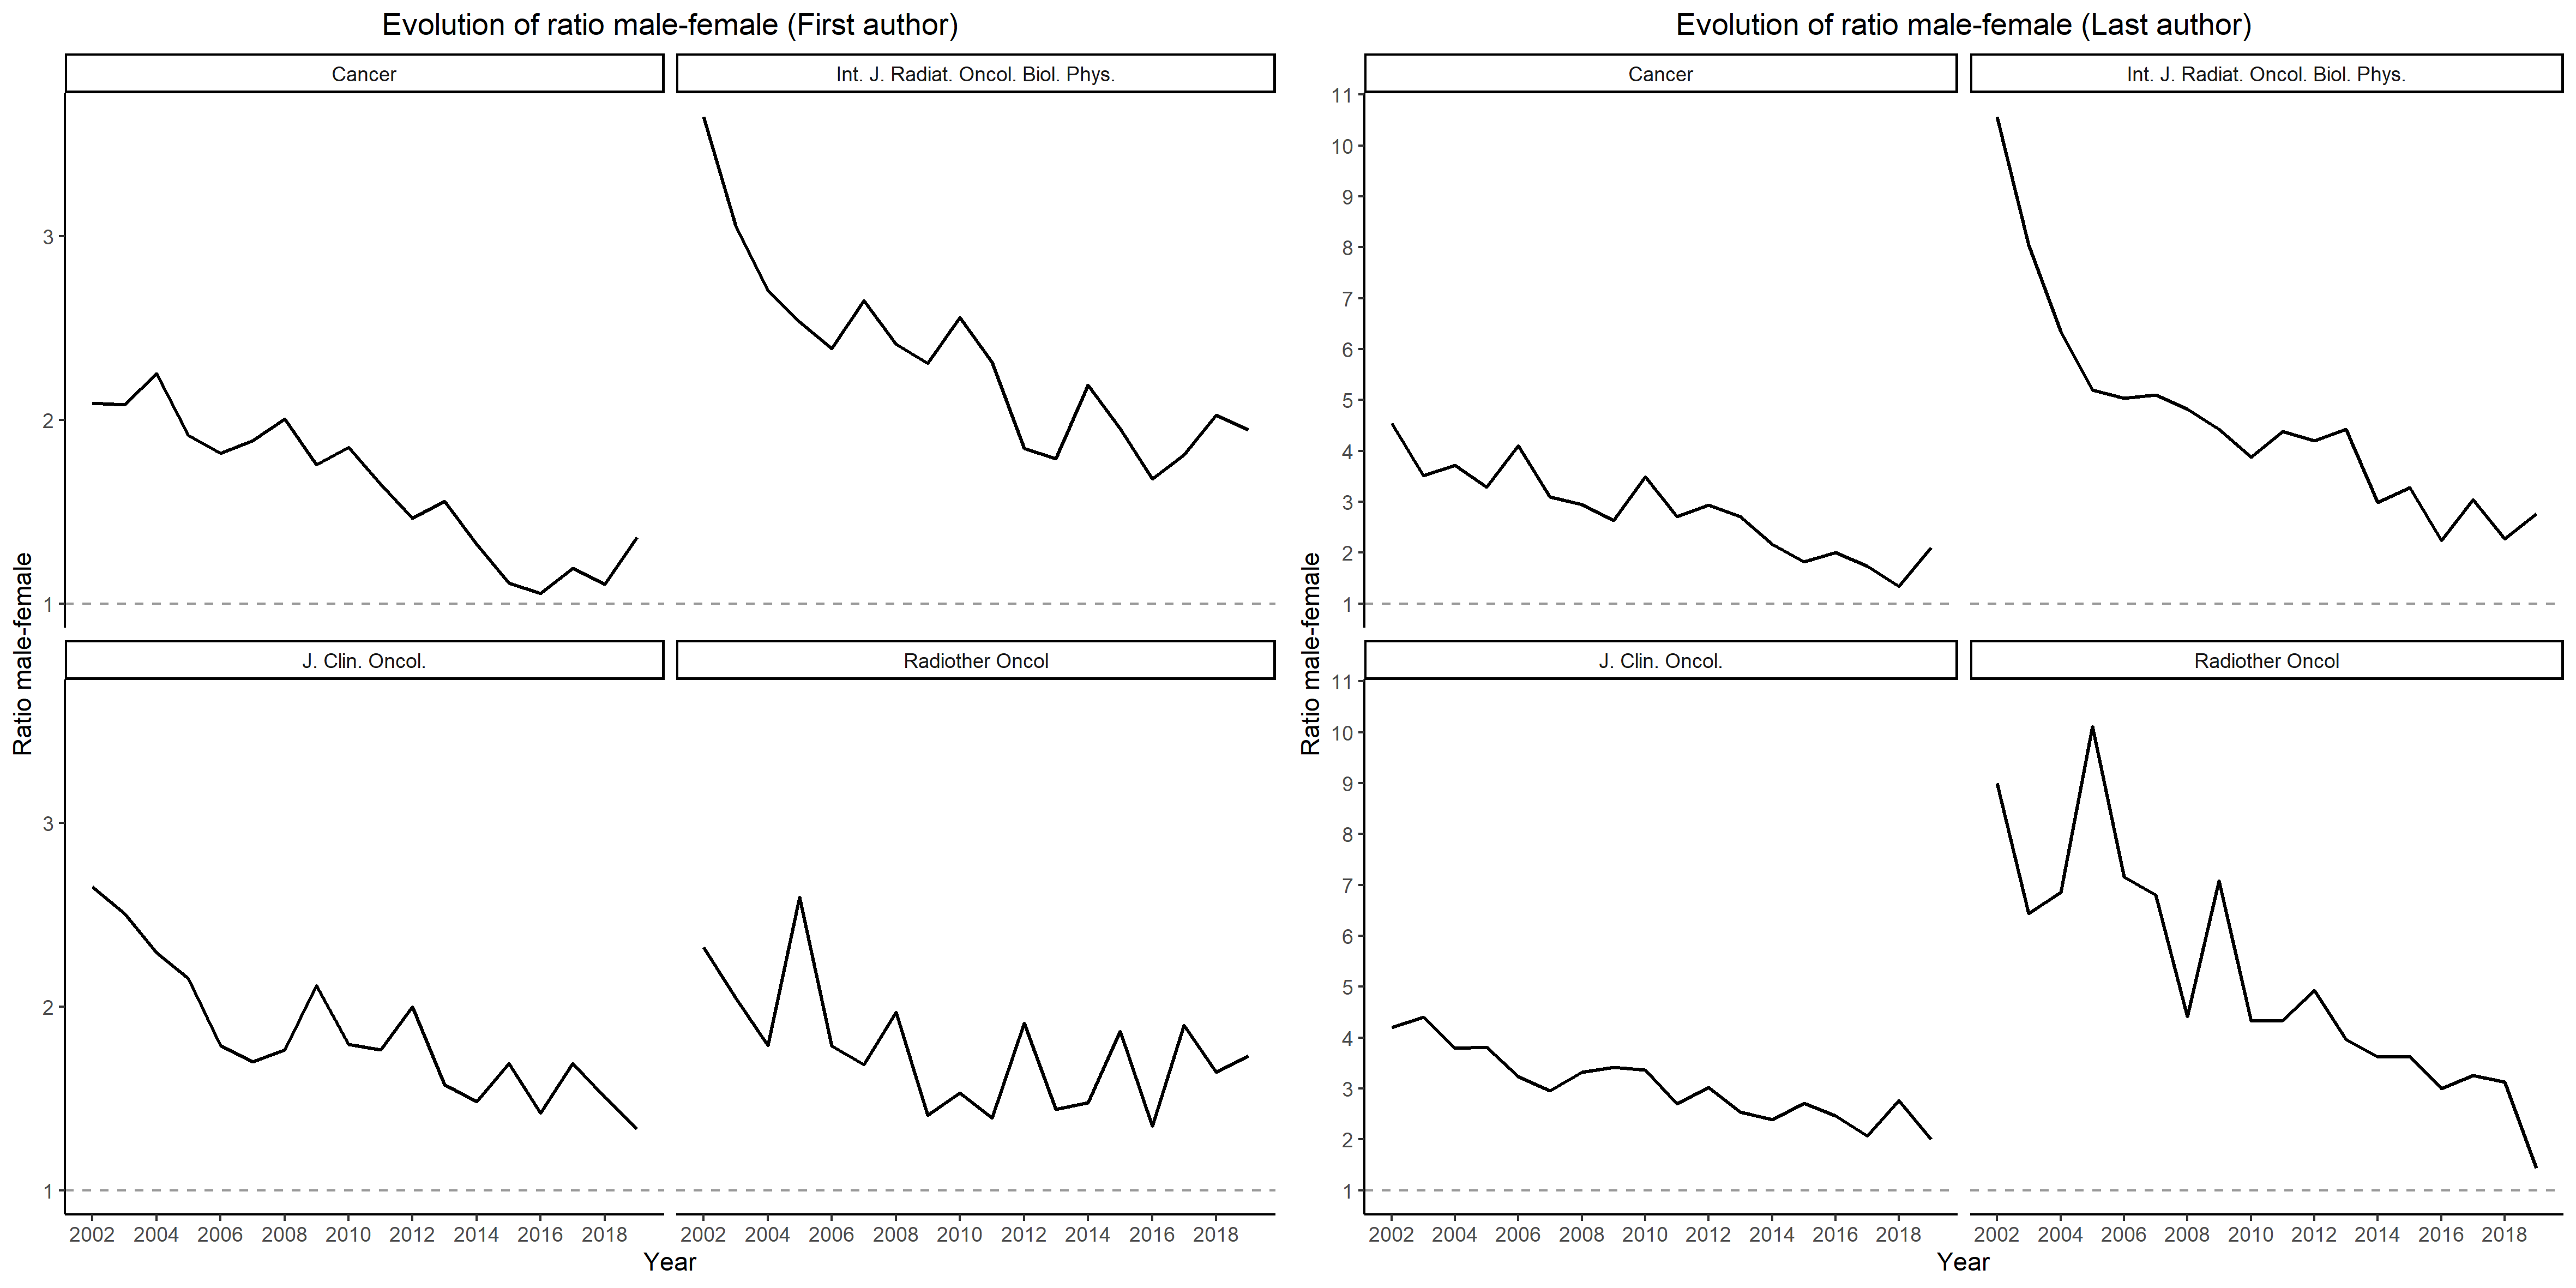 Evolution of ratio male-female (First author)
Cancer
Int. J. Radiat. Oncol. Biol. Phys.
3
2
1
J. Clin. Oncol.
Radiother Oncol
3
2
1
Ratio male-female
2002 2004 2006 2008 2010 2012 2014 2016 2018
2002 2004 2006 2008 2010 2012 2014 2016 2018
Year
Evolution of ratio male-female (Last author)
Cancer
Int. J. Radiat. Oncol. Biol. Phys.
11
10
9
8
7
6
5
4
3
2
1
J. Clin. Oncol.
Radiother Oncol
11
10
9
8
7
6
5
4
3
2
1
Ratio male-female
2002 2004 2006 2008 2010 2012 2014 2016 2018
2002 2004 2006 2008 2010 2012 2014 2016 2018
Year